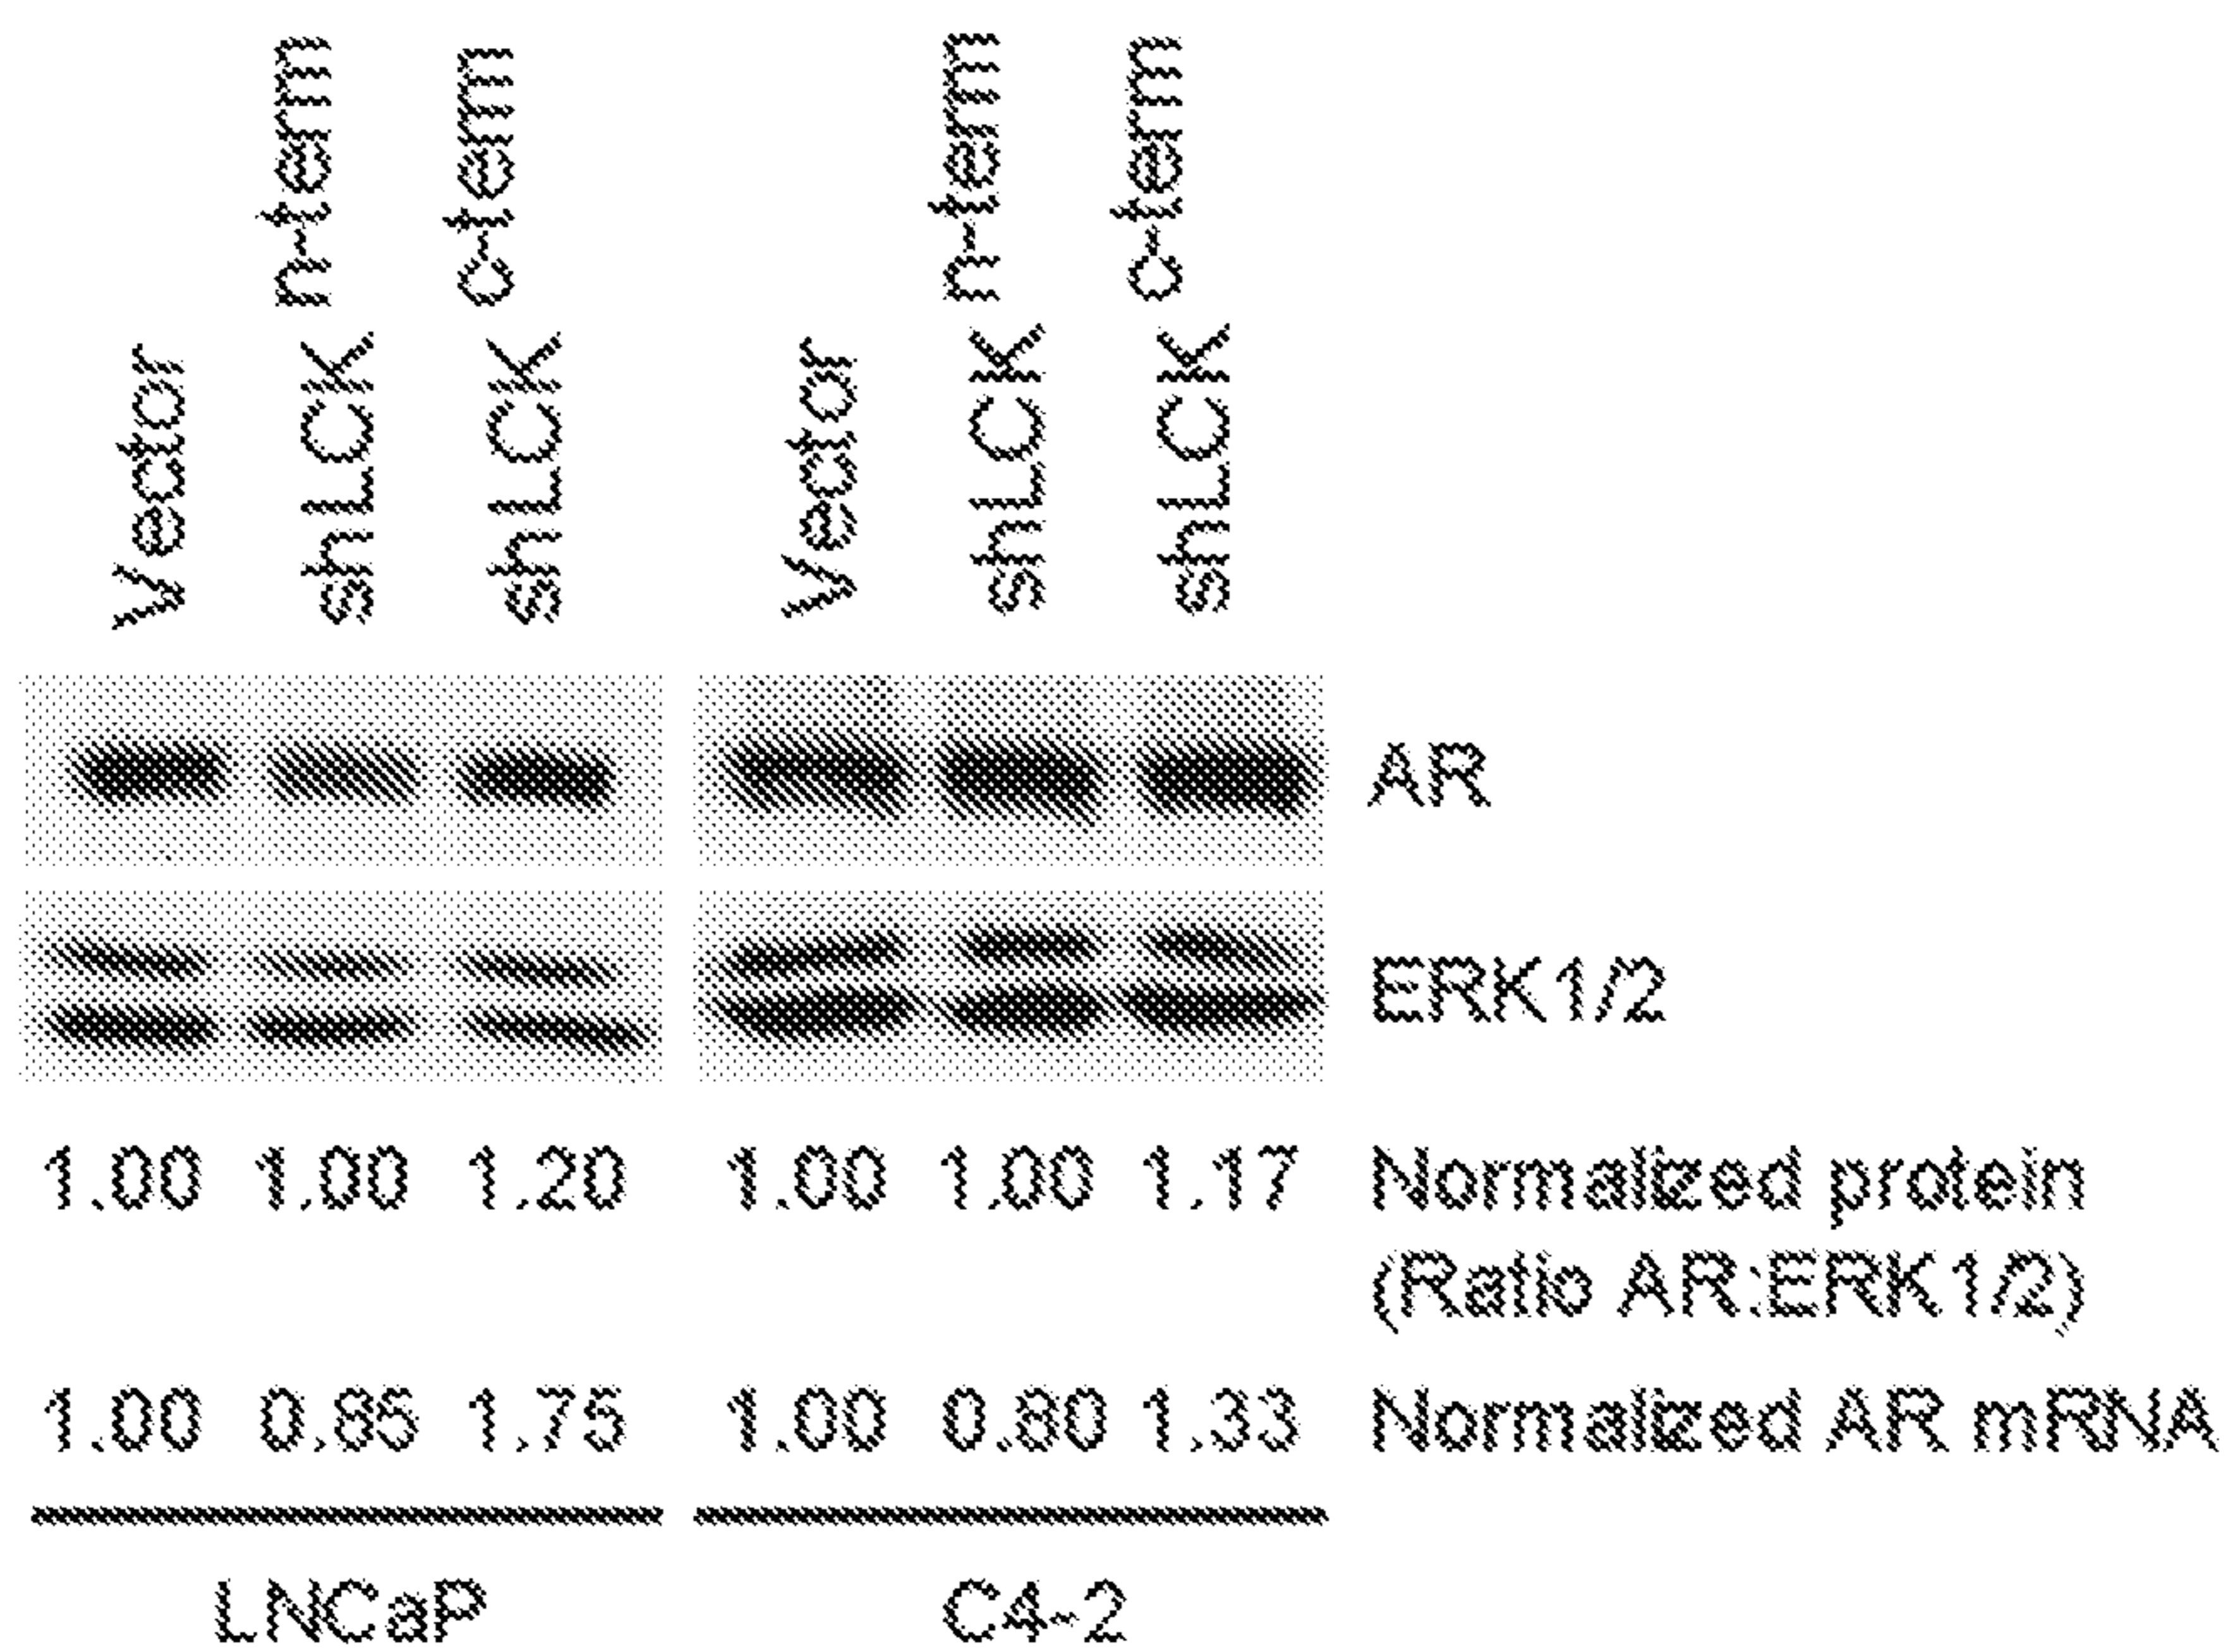 Vector
shLCK n-term
shLCK c-term
Vector
shLCK n-term
shLCK c-term
AR
ERK1/2
1.00 1.00 1.20 1.00 1.00 1.17 Normalized protein
(Ratio AR:ERK1/2)
1.00 1.75 1.00 0.80 1.33 Normalized AR mRNA
LNCaP C4-2